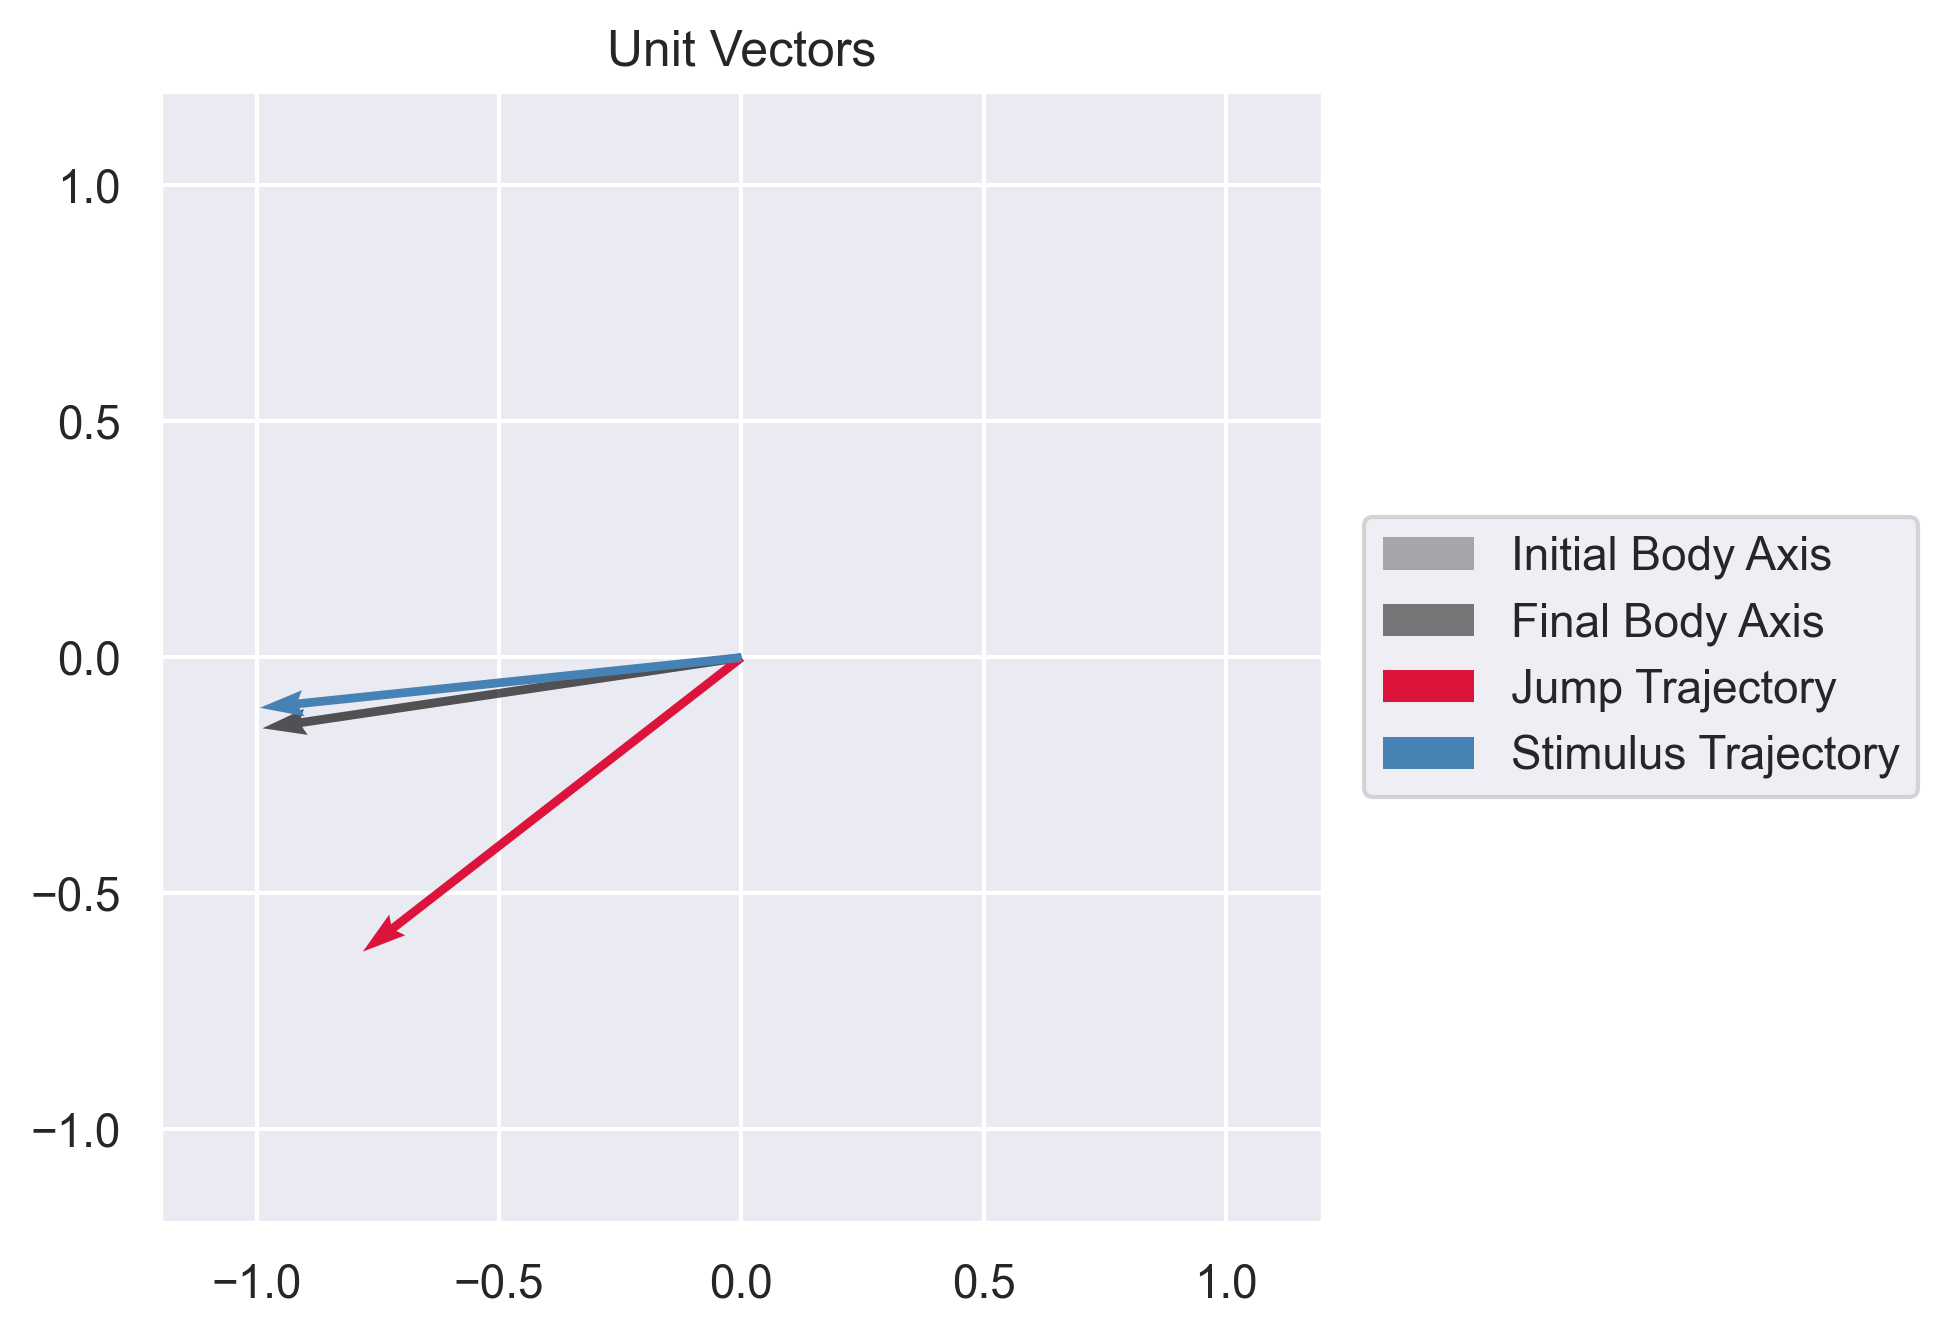 Unit Vectors
1.0
0.5
0.0
−0.5
−1.0
−1.0
−0.5
0.0
0.5
1.0
Initial Body Axis
Final Body Axis
Jump Trajectory
Stimulus Trajectory